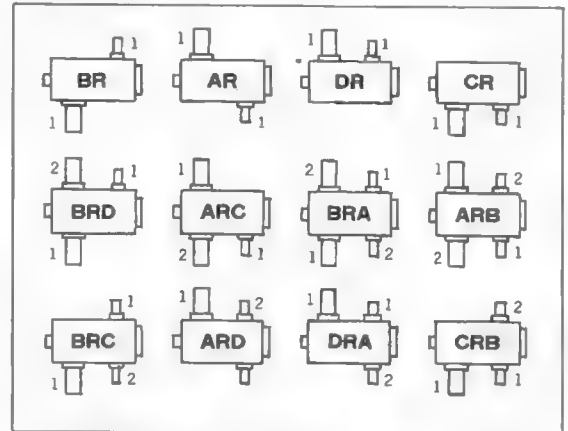 1 1 1 1
BR AR DR CR
1 1 1 1
2 1 1 2 1 1 2
BRD ARC BRA ARB
1 2 1 1 2 2 1
1 1 2 1 1 2
BRC ARD DRA CRB
1 2 2 1 1